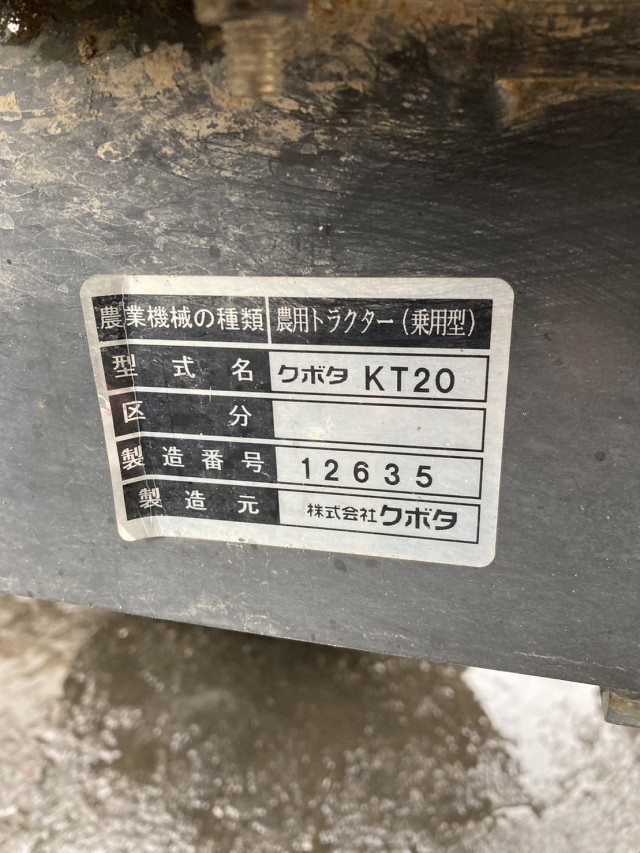 農業機械の種類 農用トラクター(乗用型)
型式名 クボタ KT20
区分
製造番号 12635
製造元 株式会社クボタ